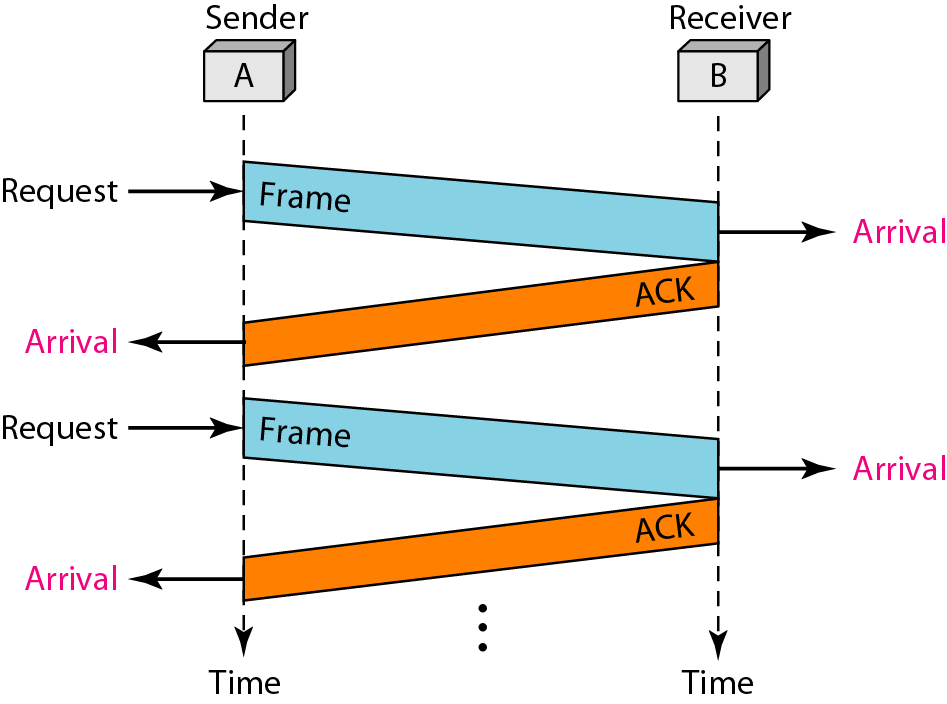 Sender
Receiver
A
B
Request
Frame
Arrival
ACK
Arrival
Request
Frame
Arrival
ACK
Arrival
Time
Time